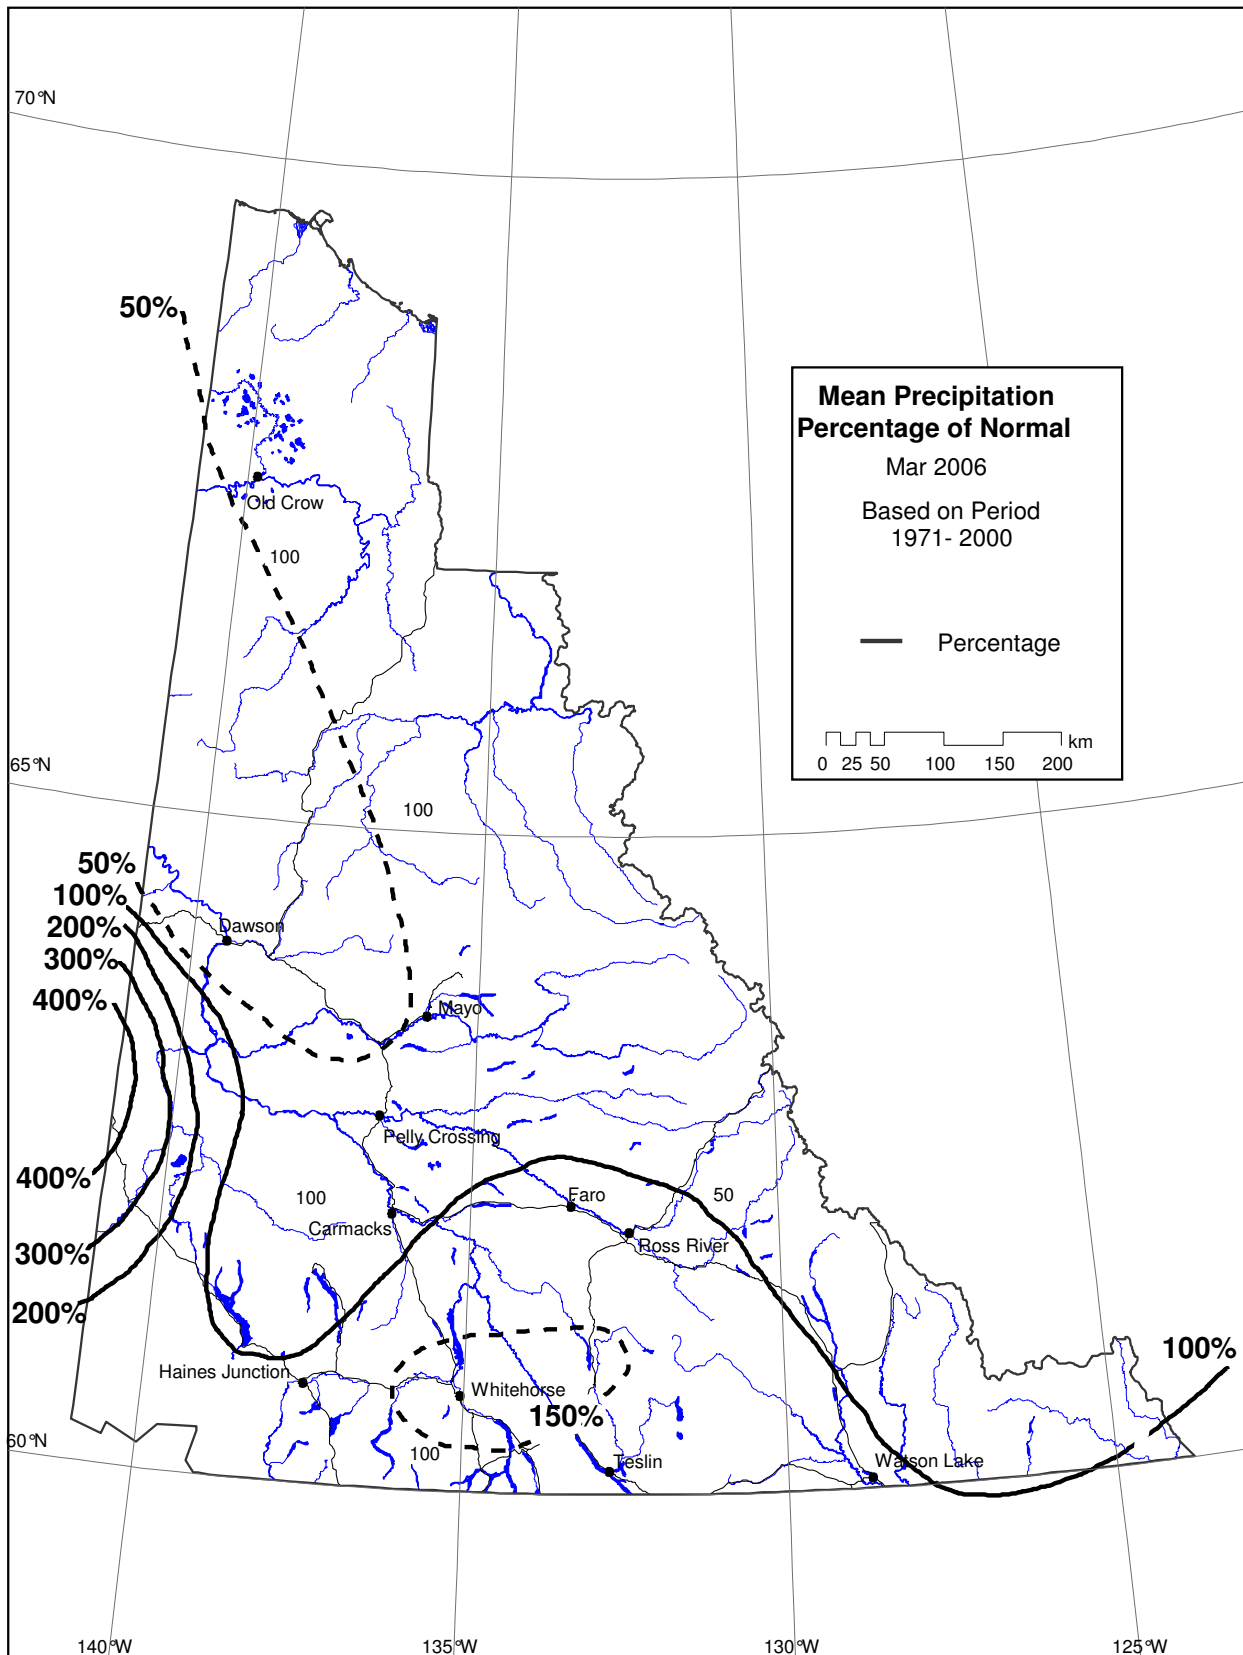 70°N
50%
Mean Precipitation
Percentage of Normal
Mar 2006
Based on Period
1971- 2000
Percentage
km
0 25 50 100 150 200
Old Crow
100
65°N
100
50%
100%
200%
300%
400%
Dawson
Mayo
Pelly Crossing
400%
300%
200%
100
Carmacks
Faro
50
Ross River
Haines Junction
Whitehorse
150%
100
Teslin
Watson Lake
100%
60°N
140°W
135°W
130°W
125°W